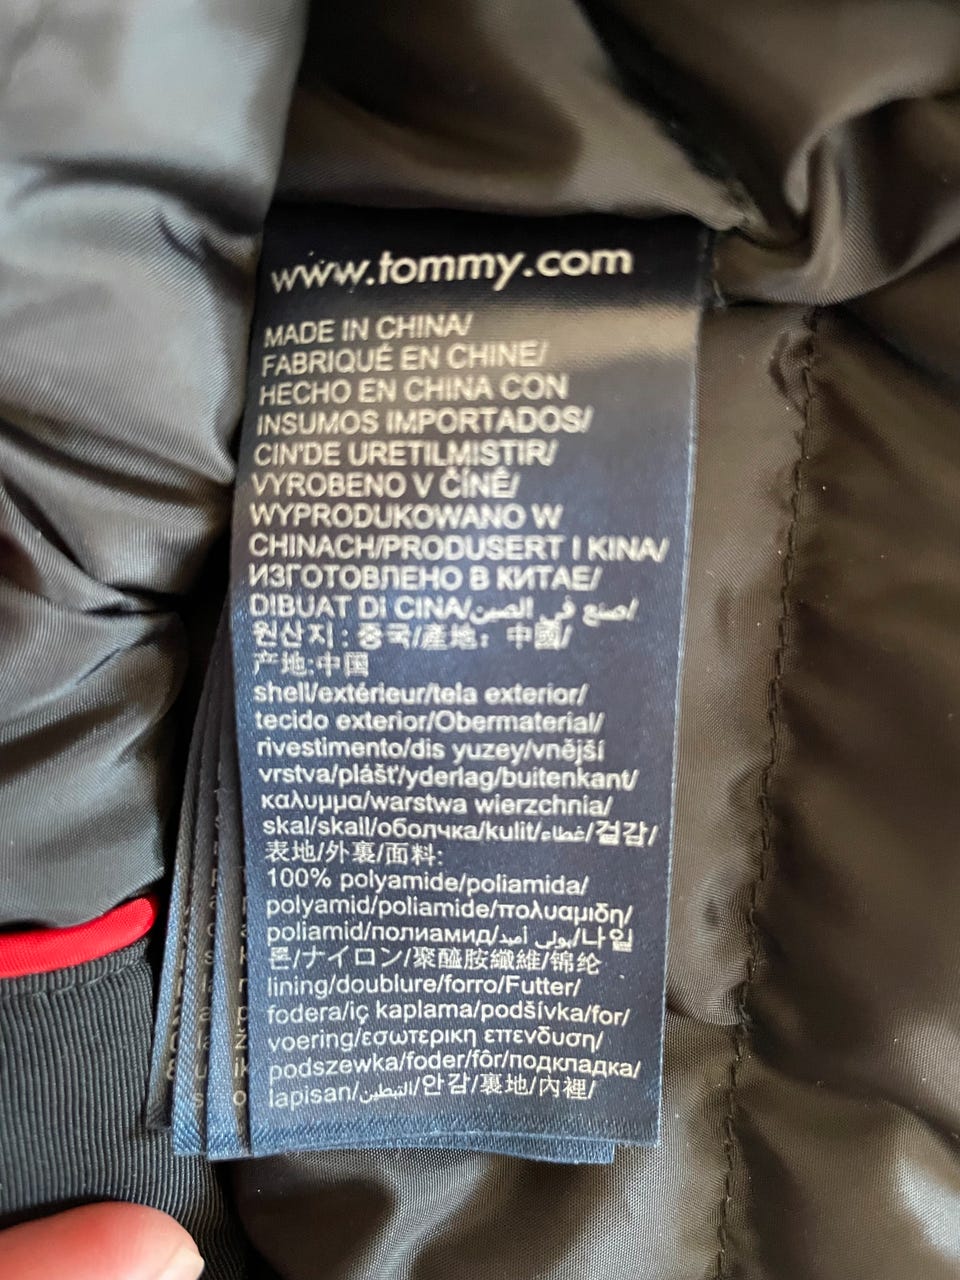 www.tommy.com
MADE IN CHINA/
FABRIQUÉ EN CHINE/
HECHO EN CHINA CON
INSUMOS IMPORTADOS/
CIN'DE URETILMISTIR/
VYROBENO V ČÍNĚ/
WYPRODUKOWANO W
CHINACH/PRODUSERT I KINA/
ИЗГОТОВЛЕНО В КИТАЕ/
DIBUAT DI CINA/صنع في الصين/
원산지 : 중국/產地：中國/
产地:中国
shell/extérieur/tela exterior/
tecido exterior/Obermaterial/
rivestimento/dis yuzey/vnější
vrstva/plášť/yderlag/buitenkant/
καλυμμα/warstwa wierzchnia/
skal/skall/оболчка/kulit/غطاء/겉감/
表地/外裏/面料:
100% polyamide/poliamida/
polyamid/poliamide/πολυαμιδη/
poliamid/полиамид/بولي أميد/나일
론/ナイロン/聚醯胺纖維/锦纶
lining/doublure/forro/Futter/
fodera/iç kaplama/podšívka/for/
voering/εσωτερικη επενδυση/
podszewka/foder/fôr/подкладка/
lapisan/التبطين/안감/裏地/內裡/